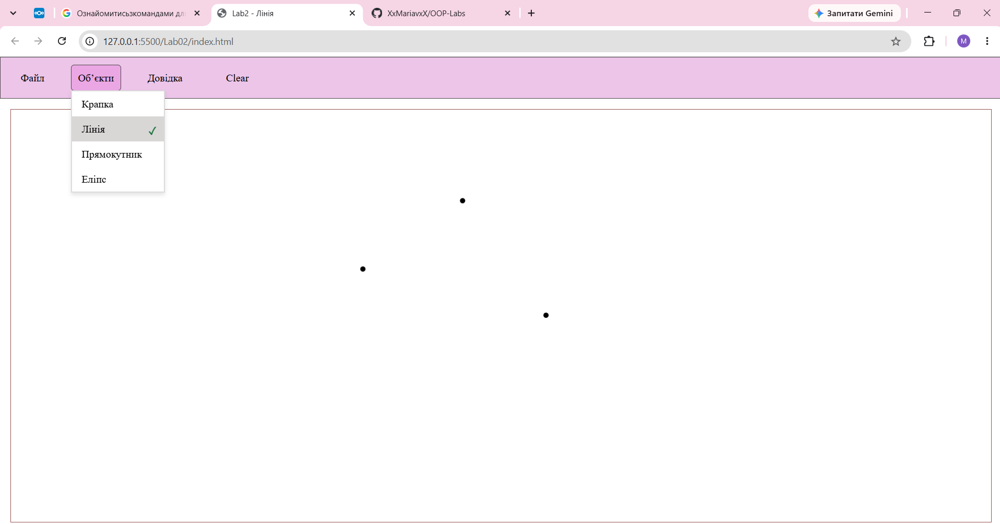 Ознайомитисьзкомандами для
Lab2 - Лінія
XxMariavxX/OOP-Labs
Запитати Gemini
127.0.0.1:5500/Lab02/index.html
M
Файл
Об’єкти
Довідка
Clear
Крапка
Лінія
Прямокутник
Еліпс